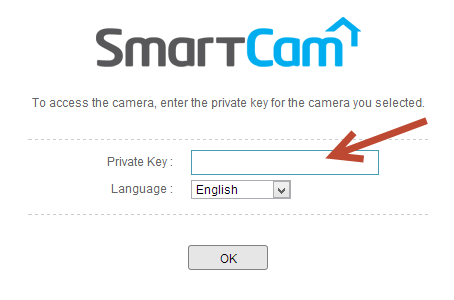 SmartCam
To access the camera, enter the private key for the camera you selected.
Private Key :
Language : English
OK